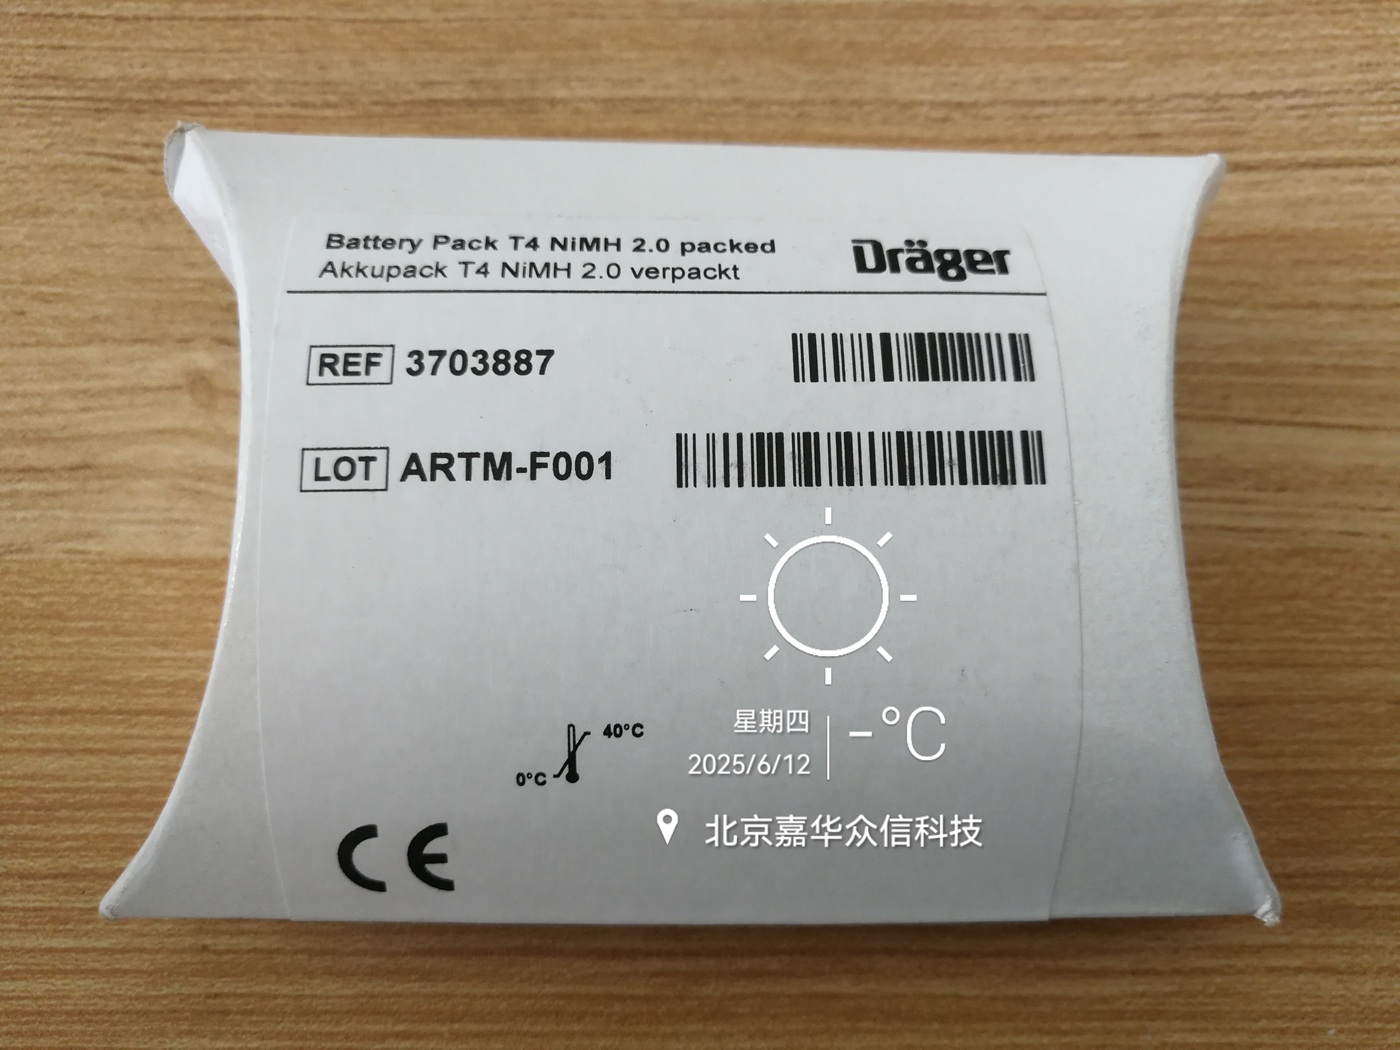 Battery Pack T4 NiMH 2.0 packed
Akkupack T4 NiMH 2.0 verpackt
Dräger
REF 3703887
LOT ARTM-F001
40°C
0°C
CE
星期四
2025/6/12
-°C
北京嘉华众信科技